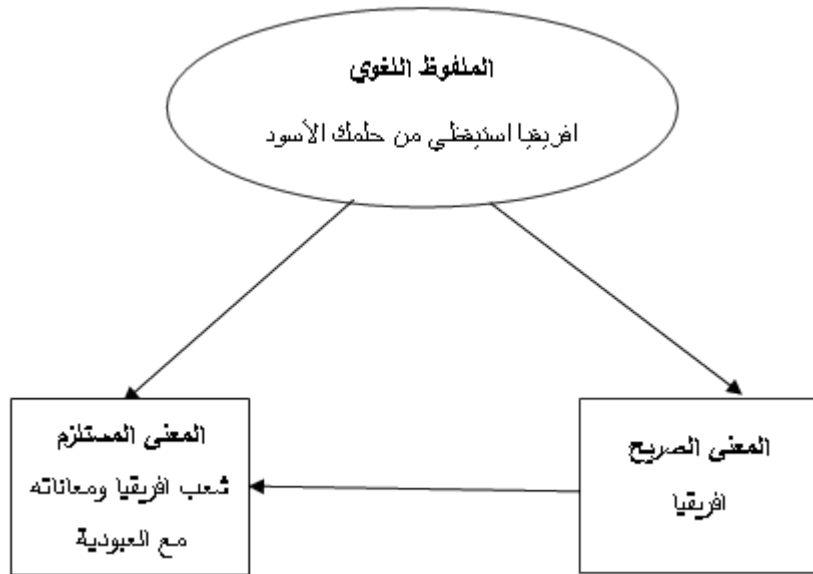 الملفوظ اللغوي
افريقيا استيقظي من حلمك الأسود
المعنى الصريح
افريقيا
المعنى المستلزم
شعب افريقيا ومعاناته
مع العبودية